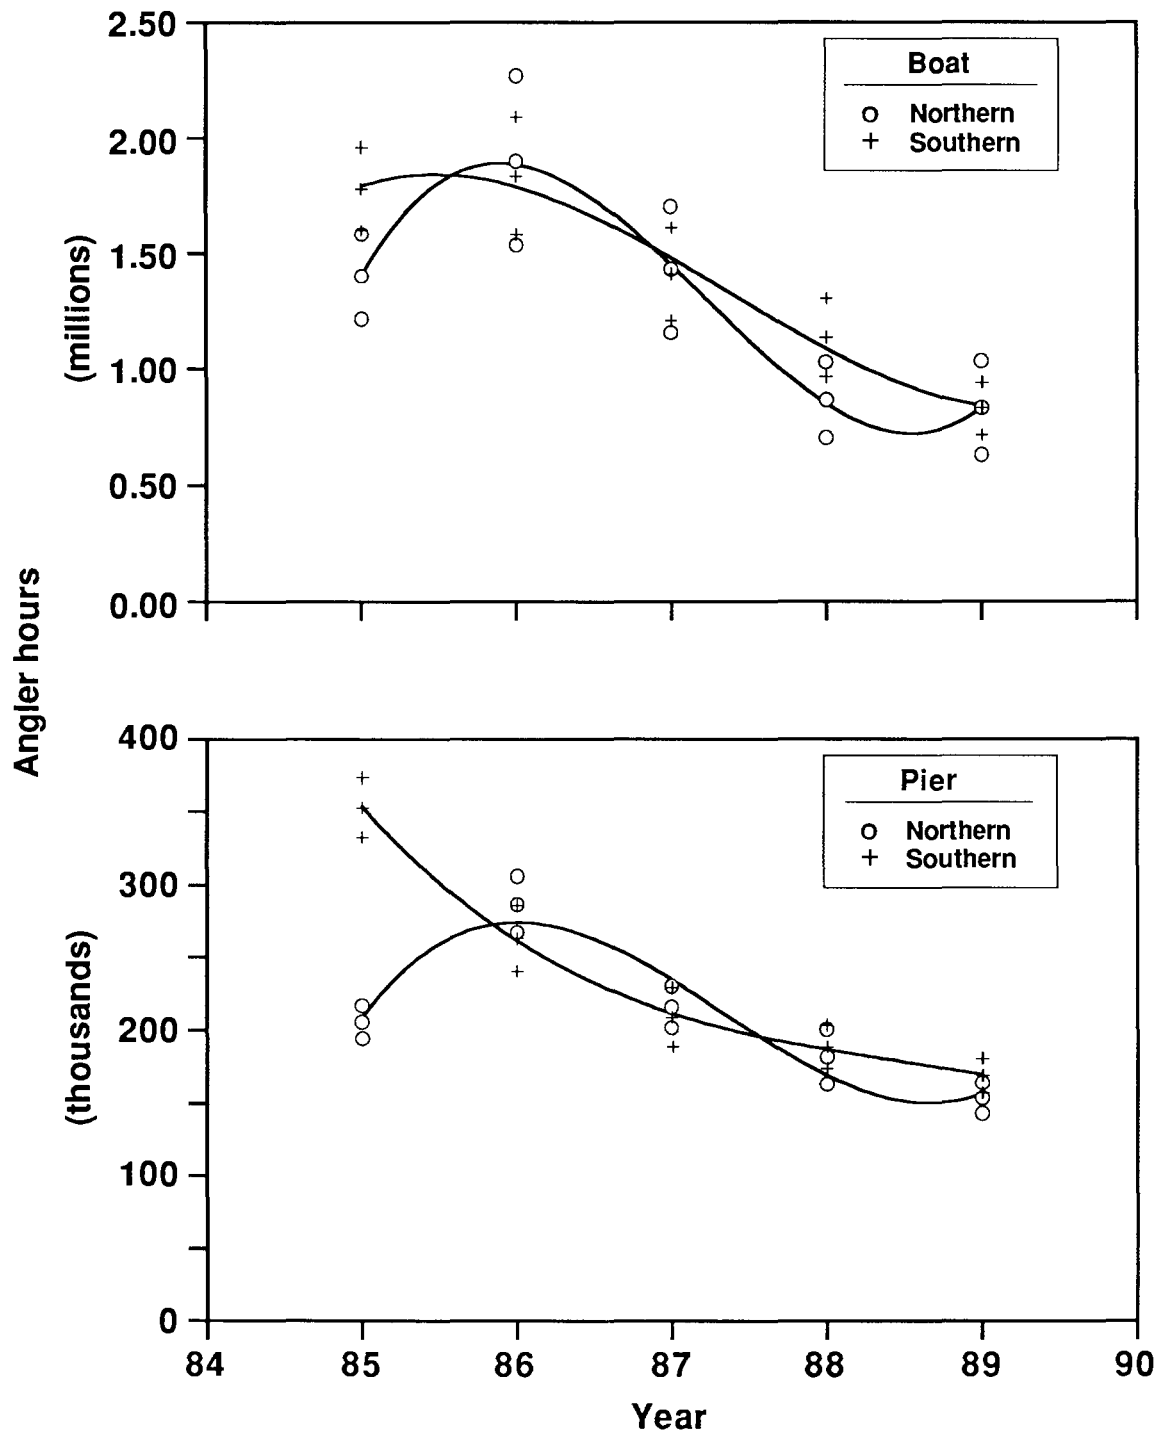 2.50
2.00
1.50
1.00
0.50
0.00
(millions)
Boat
O Northern
+ Southern
Angler hours
400
300
200
100
0
(thousands)
Pier
O Northern
+ Southern
84 85 86 87 88 89 90
Year